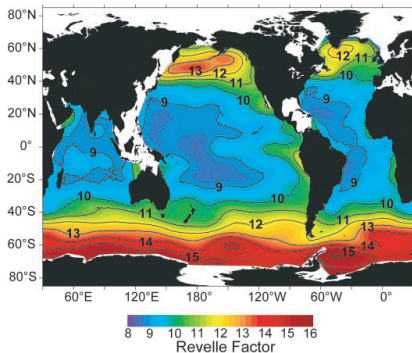 80°N
60°N
40°N
20°N
0°
20°S
40°S
60°S
80°S
13 12 11 10
12 11 10
9 9 9
9 9 9
10 10 10
11 12 11
13 14 13 14
15 15
60°E 120°E 180°E 120°W 60°W 0°
8 9 10 11 12 13 14 15 16
Revelle Factor